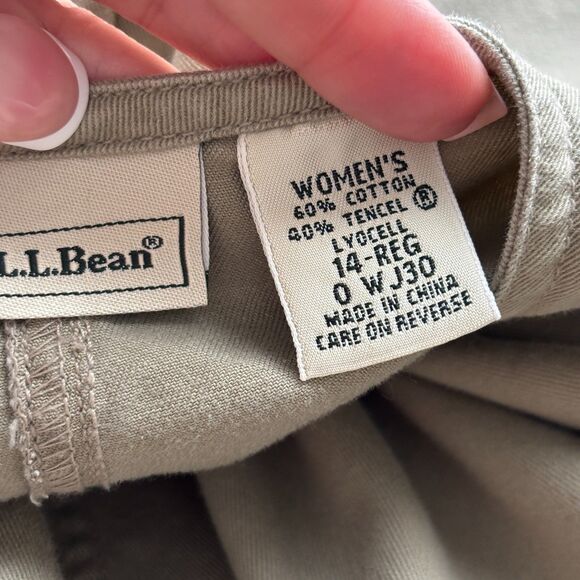 L.L.Bean®
WOMEN'S
60% COTTON
40% TENCEL ®
LYOCELL
14-REG
0 WJ30
MADE IN CHINA
CARE ON REVERSE